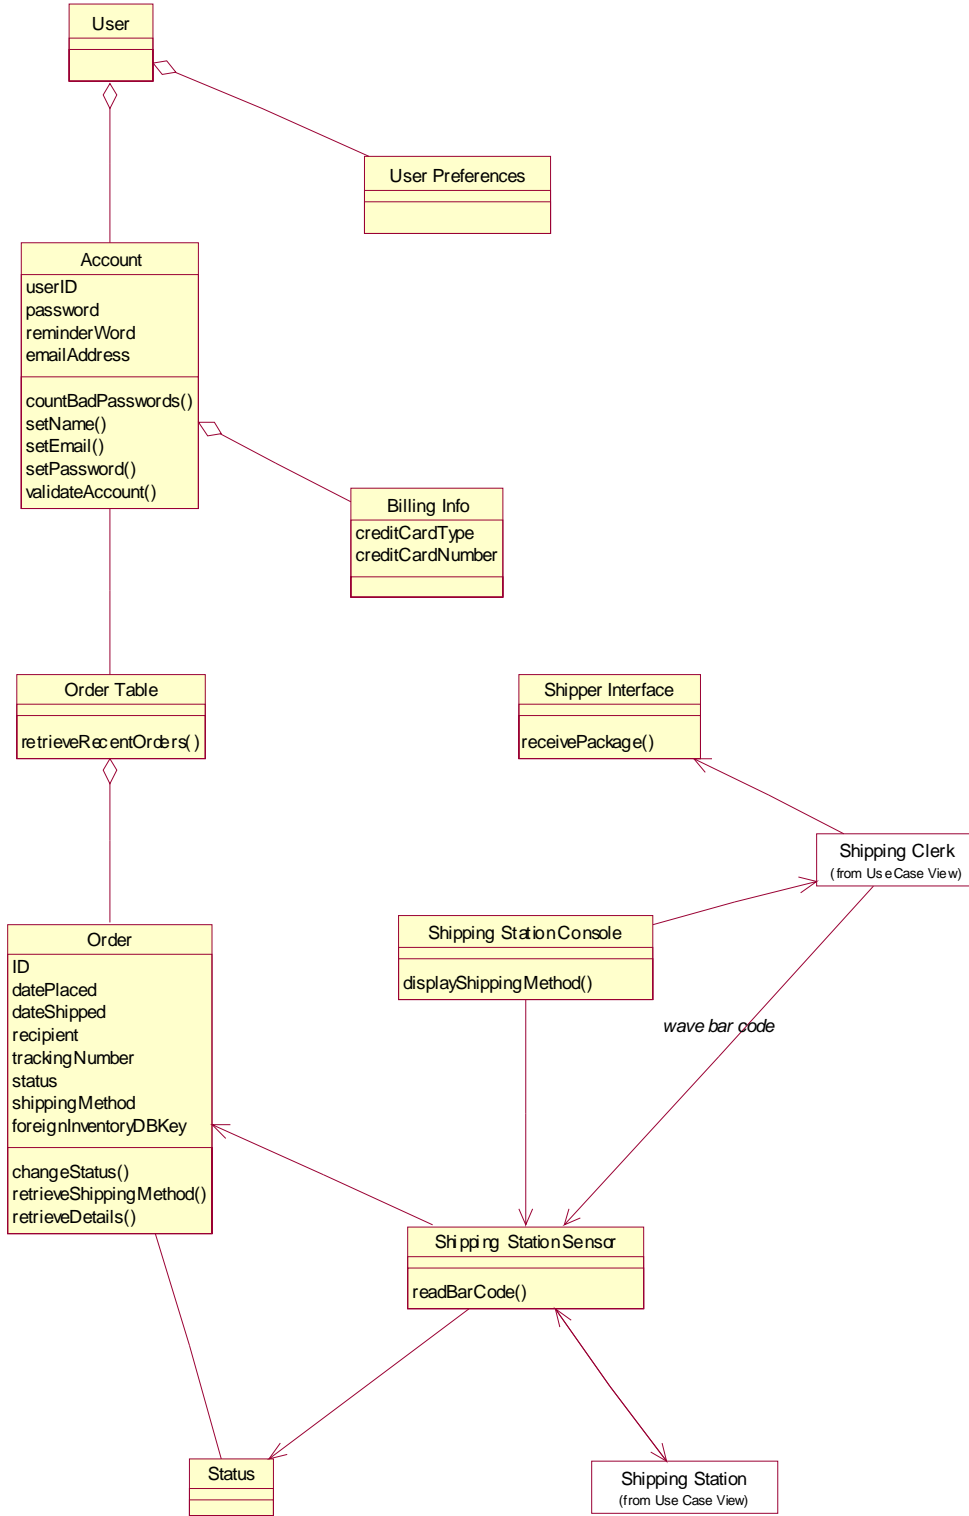 User
User Preferences
Account
userID
password
reminderWord
emailAddress
countBadPasswords()
setName()
setEmail()
setPassword()
validateAccount()
Billing Info
creditCardType
creditCardNumber
Order Table
retrieveRecentOrders()
Shipper Interface
receivePackage()
Shipping Clerk
(from Use Case View)
Shipping Station Console
displayShippingMethod()
wave bar code
Order
ID
datePlaced
dateShipped
recipient
trackingNumber
status
shippingMethod
foreignInventoryDBKey
changeStatus()
retrieveShippingMethod()
retrieveDetails()
Shipping Station Sensor
readBarCode()
Status
Shipping Station
(from Use Case View)